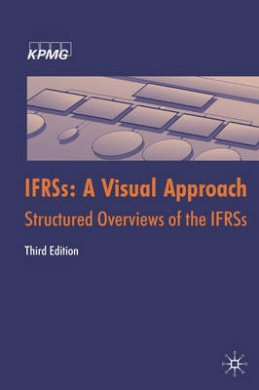 KPMG
IFRSs: A Visual Approach
Structured Overviews of the IFRSs
Third Edition